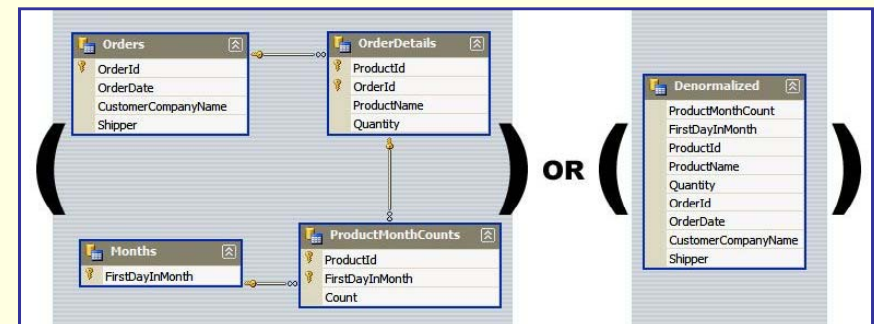 Orders
OrderId
OrderDate
CustomerCompanyName
Shipper
OrderDetails
ProductId
OrderId
ProductName
Quantity
Months
FirstDayInMonth
ProductMonthCounts
ProductId
FirstDayInMonth
Count
( ) OR ( )
Denormalized
ProductMonthCount
FirstDayInMonth
ProductId
ProductName
Quantity
OrderId
OrderDate
CustomerCompanyName
Shipper